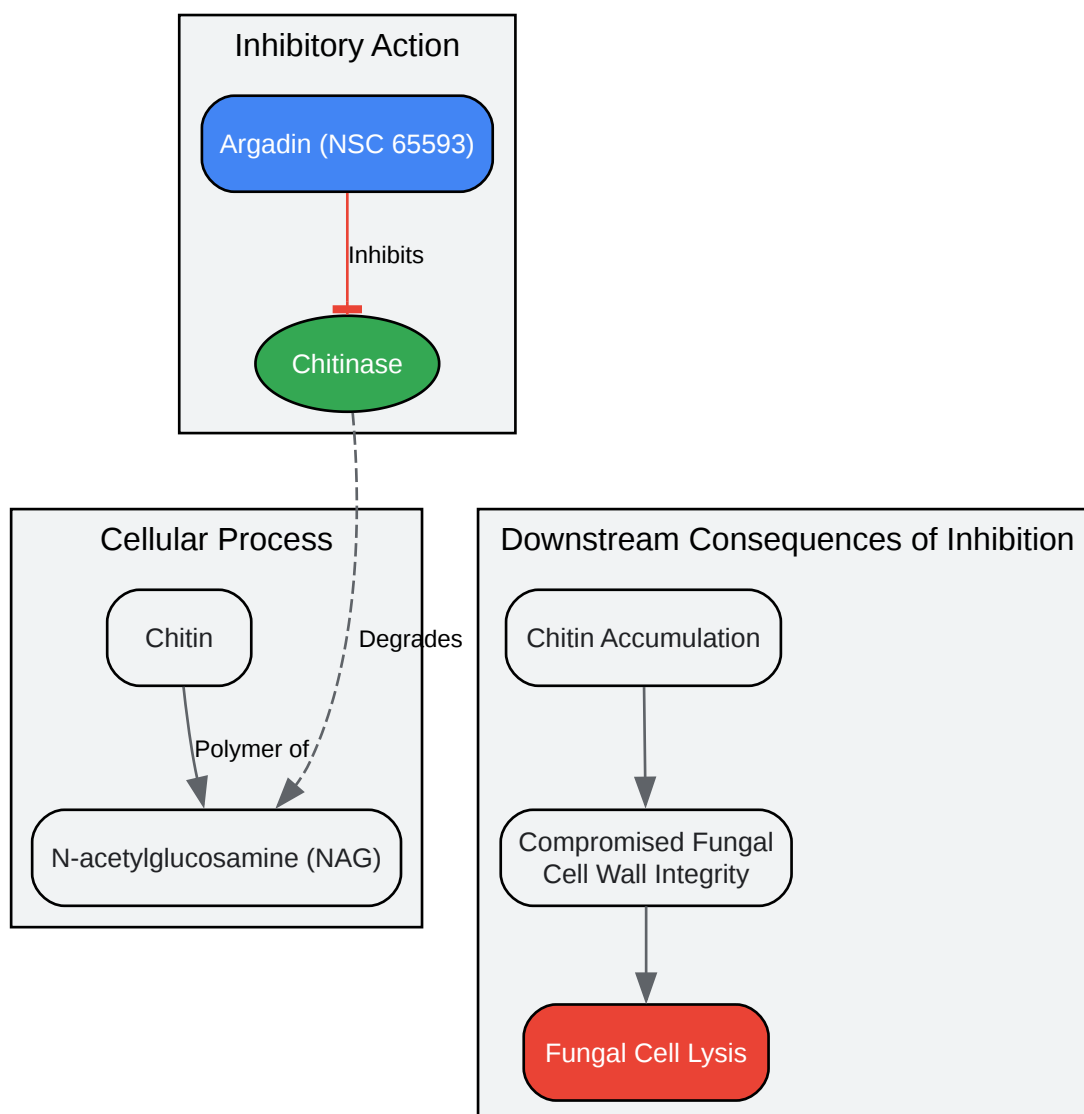 Inhibitory Action
Argadin (NSC 65593)
Inhibits
Chitinase
Cellular Process
Chitin
Degrades
Polymer of
N-acetylglucosamine (NAG)
Downstream Consequences of Inhibition
Chitin Accumulation
Compromised Fungal
Cell Wall Integrity
Fungal Cell Lysis